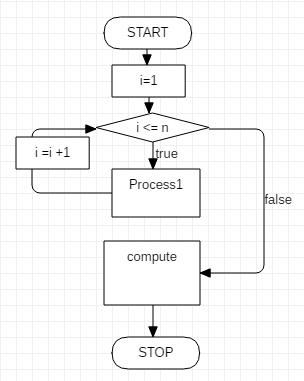 START
i=1
i <= n
true
i =i +1
Process1
false
compute
STOP